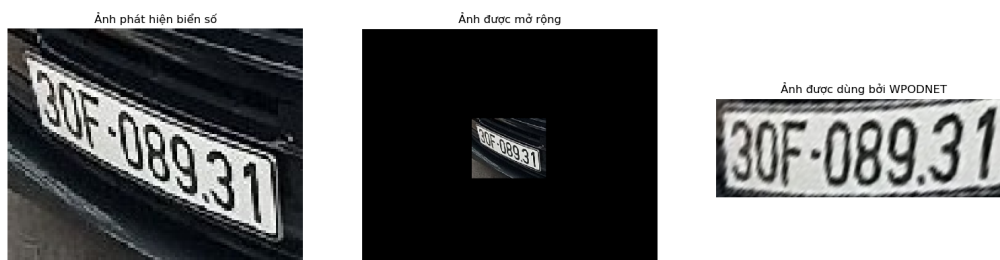 Ảnh phát hiện biển số
30F-089.31
Ảnh được mở rộng
30F-089.31
Ảnh được dùng bởi WPODNET
30F-089.31